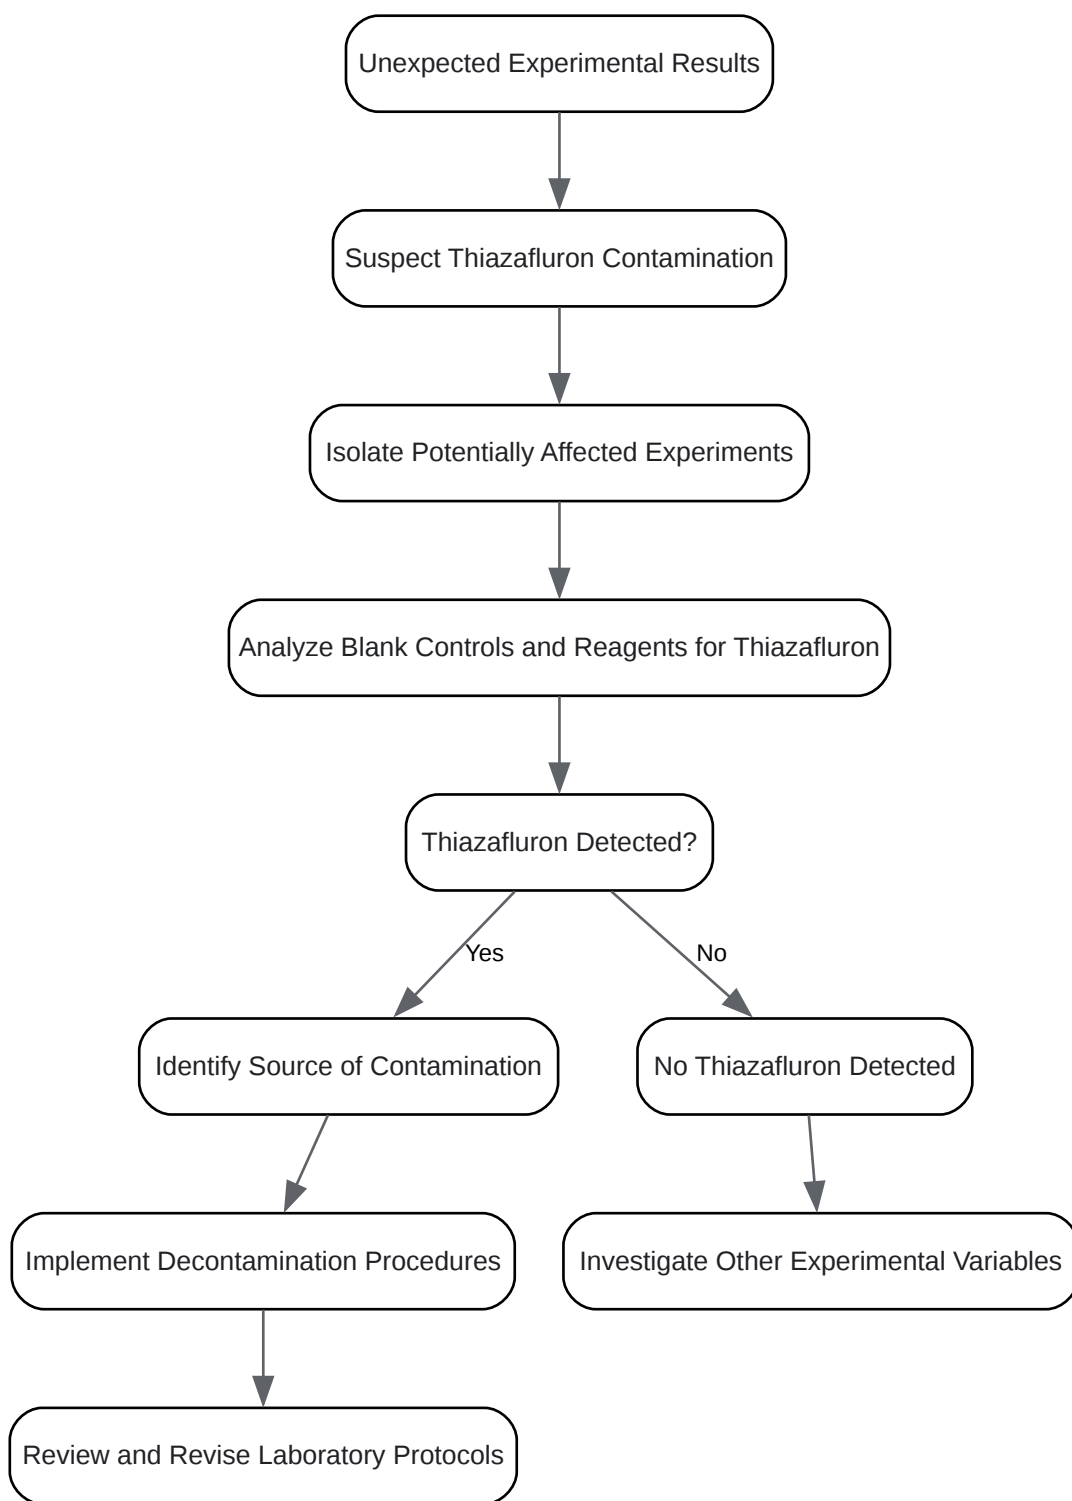 Unexpected Experimental Results
Suspect Thiazafluron Contamination
Isolate Potentially Affected Experiments
Analyze Blank Controls and Reagents for Thiazafluron
Thiazafluron Detected?
Yes
No
Identify Source of Contamination
No Thiazafluron Detected
Implement Decontamination Procedures
Investigate Other Experimental Variables
Review and Revise Laboratory Protocols